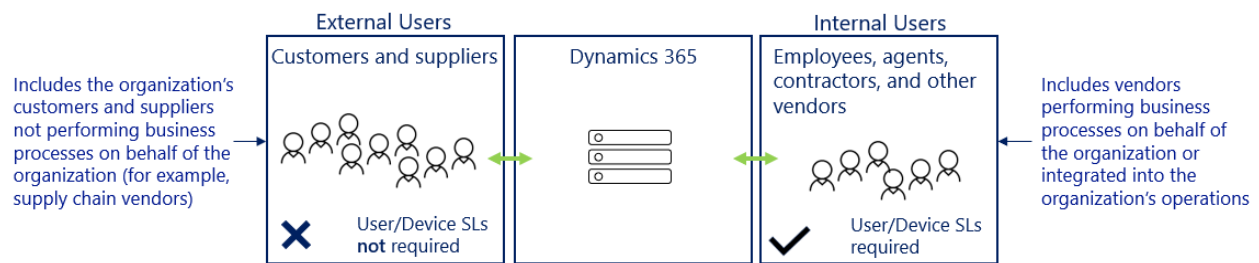 External Users
Internal Users
Customers and suppliers
Dynamics 365
Employees, agents,
contractors, and other
vendors
Includes the organization's
customers and suppliers
not performing business
processes on behalf of the
organization (for example,
supply chain vendors)
Includes vendors
performing business
processes on behalf of
the organization or
integrated into the
organization's operations
User/Device SLs
not required
User/Device SLs
required